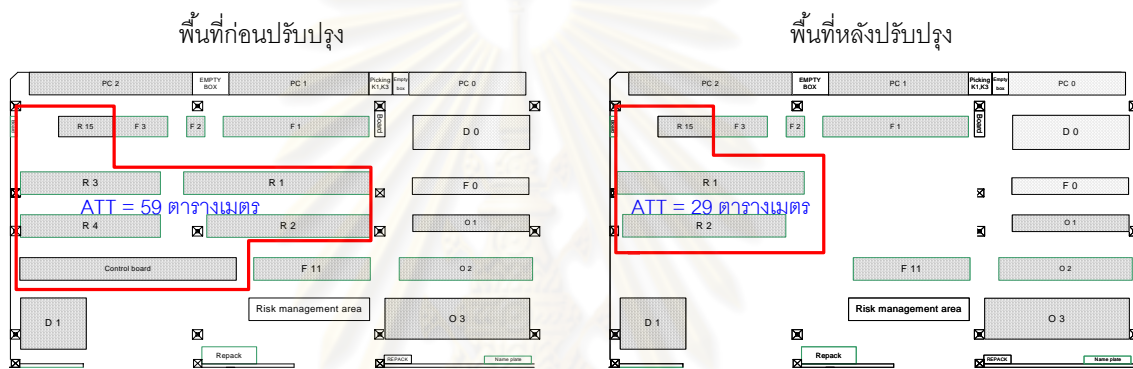 พื้นที่ก่อนปรับปรุง
PC 2
EMPTY
BOX
PC 1
Picking
K1,K3
Empty
box
PC 0
Board
R 15
F 3
F 2
F 1
Board
D 0
R 3
R 1
F 0
ATT = 59 ตารางเมตร
R 4
R 2
O 1
Control board
F 11
O 2
Risk management area
D 1
O 3
Repack
REPACK
Name plate
พื้นที่หลังปรับปรุง
PC 2
EMPTY
BOX
PC 1
Picking
K1,K3
Empty
box
PC 0
Board
R 15
F 3
F 2
F 1
Board
D 0
R 1
F 0
ATT = 29 ตารางเมตร
R 2
O 1
F 11
O 2
Risk management area
D 1
O 3
Repack
REPACK
Name plate